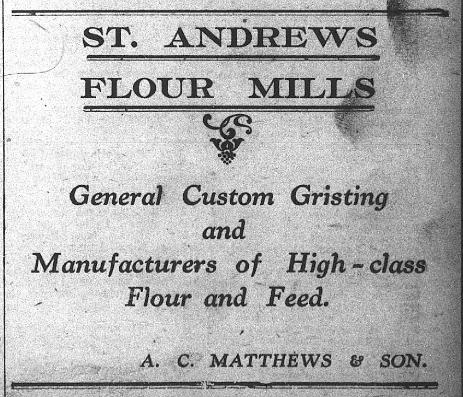 ST. ANDREWS
FLOUR MILLS
General Custom Gristing
and
Manufacturers of High-class
Flour and Feed.
A. C. MATTHEWS & SON.